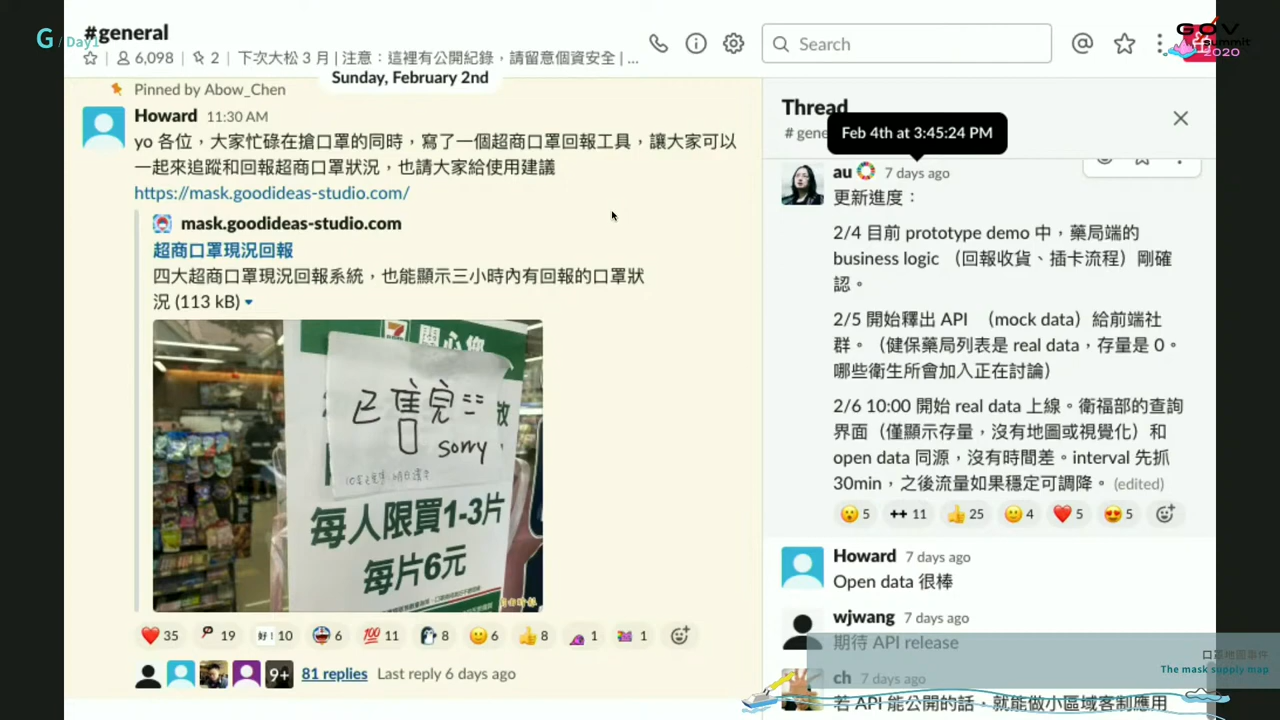 G / Day1
#general
6,098 | 2 | 下次大松 3 月 | 注意：這裡有公開紀錄，請留意個資安全 | ...
Search
GOV
Summit
2020
Sunday, February 2nd
Pinned by Abow_Chen
Howard 11:30 AM
yo 各位，大家忙碌在搶口罩的同時，寫了一個超商口罩回報工具，讓大家可以
一起來追蹤和回報超商口罩狀況，也請大家給使用建議
https://mask.goodideas-studio.com/
mask.goodideas-studio.com
超商口罩現況回報
四大超商口罩現況回報系統，也能顯示三小時內有回報的口罩狀
況 (113 kB)
7
關心您
已售完
sorry
每人限買1-3片
每片6元
35 19 好! 10 6 100 11 8 6 8 1 1
9+ 81 replies Last reply 6 days ago
Thread
# gene
Feb 4th at 3:45:24 PM
au 7 days ago
更新進度：
2/4 目前 prototype demo 中，藥局端的
business logic （回報收貨、插卡流程）剛確
認。
2/5 開始釋出 API （mock data）給前端社
群。（健保藥局列表是 real data，存量是 0。
哪些衛生所會加入正在討論）
2/6 10:00 開始 real data 上線。衛福部的查詢
界面（僅顯示存量，沒有地圖或視覺化）和
open data 同源，沒有時間差。interval 先抓
30min，之後流量如果穩定可調降。 (edited)
5 ++ 11 25 4 5 5
Howard 7 days ago
Open data 很棒
wjwang 7 days ago
期待 API release
ch 7 days ago
若 API 能公開的話，就能做小區域客制應用
口罩地圖事件
The mask supply map